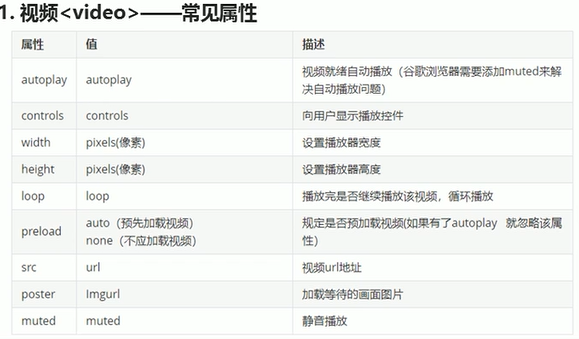 1. 视频<video>——常见属性
属性 值 描述
autoplay autoplay 视频就绪自动播放（谷歌浏览器需要添加muted来解
决自动播放问题）
controls controls 向用户显示播放控件
width pixels(像素) 设置播放器宽度
height pixels(像素) 设置播放器高度
loop loop 播放完是否继续播放该视频，循环播放
preload auto（预先加载视频）
none（不应加载视频） 规定是否预加载视频(如果有了autoplay 就忽略该属
性)
src url 视频url地址
poster Imgurl 加载等待的画面图片
muted muted 静音播放